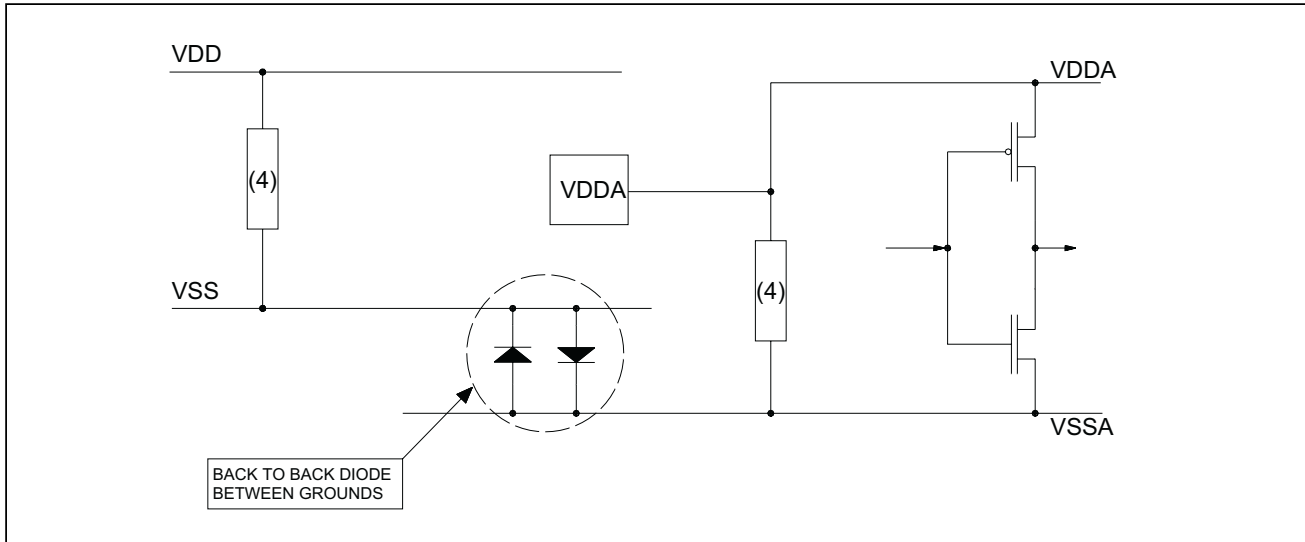 VDD
VDDA
(4)
VDDA
VSS
(4)
VSSA
BACK TO BACK DIODE
BETWEEN GROUNDS